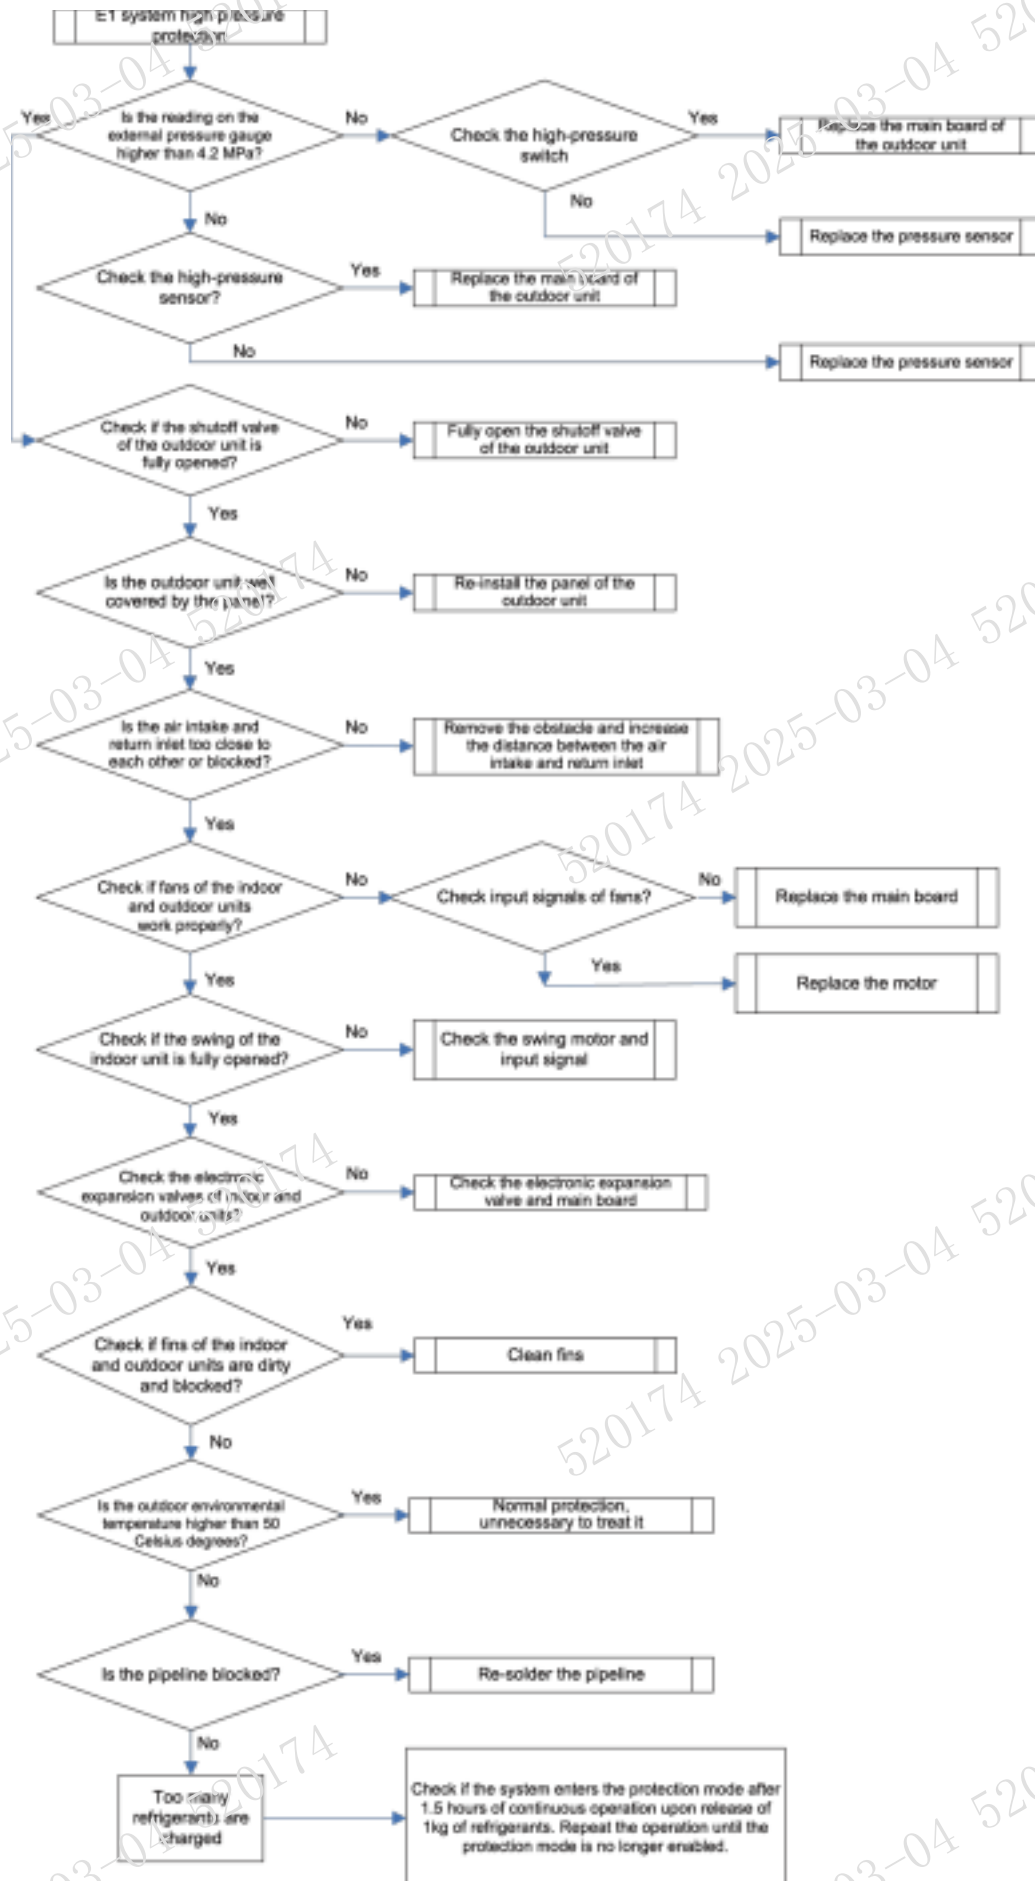 E1 system high pressure
protection
Is the reading on the
external pressure gauge
higher than 4.2 MPa?
Yes
No
Check the high-pressure
switch
Yes
Replace the main board of
the outdoor unit
No
Replace the pressure sensor
No
Check the high-pressure
sensor?
Yes
Replace the main board of
the outdoor unit
No
Replace the pressure sensor
Check if the shutoff valve
of the outdoor unit is
fully opened?
No
Fully open the shutoff valve
of the outdoor unit
Yes
Is the outdoor unit well
covered by the panel?
No
Re-install the panel of the
outdoor unit
Yes
Is the air intake and
return inlet too close to
each other or blocked?
No
Remove the obstacle and increase
the distance between the air
intake and return inlet
Yes
Check if fans of the indoor
and outdoor units
work properly?
No
Check input signals of fans?
No
Replace the main board
Yes
Replace the motor
Yes
Check if the swing of the
indoor unit is fully opened?
No
Check the swing motor and
input signal
Yes
Check the electronic
expansion valves of indoor and
outdoor units?
No
Check the electronic expansion
valve and main board
Yes
Check if fins of the indoor
and outdoor units are dirty
and blocked?
Yes
Clean fins
No
Is the outdoor environmental
temperature higher than 50
Celsius degrees?
Yes
Normal protection,
unnecessary to treat it
No
Is the pipeline blocked?
Yes
Re-solder the pipeline
No
Too many
refrigerants are
charged
Check if the system enters the protection mode after
1.5 hours of continuous operation upon release of
1kg of refrigerants. Repeat the operation until the
protection mode is no longer enabled.
520174 2025-03-04
520174 2025-03-04
520174 2025-03-04